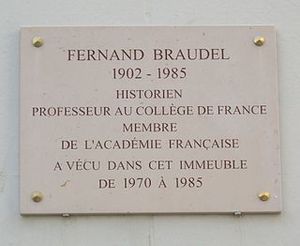 FERNAND BRAUDEL
1902 - 1985
HISTORIEN
PROFESSEUR AU COLLÈGE DE FRANCE
MEMBRE
DE L'ACADÉMIE FRANÇAISE
A VÉCU DANS CET IMMEUBLE
DE 1970 À 1985